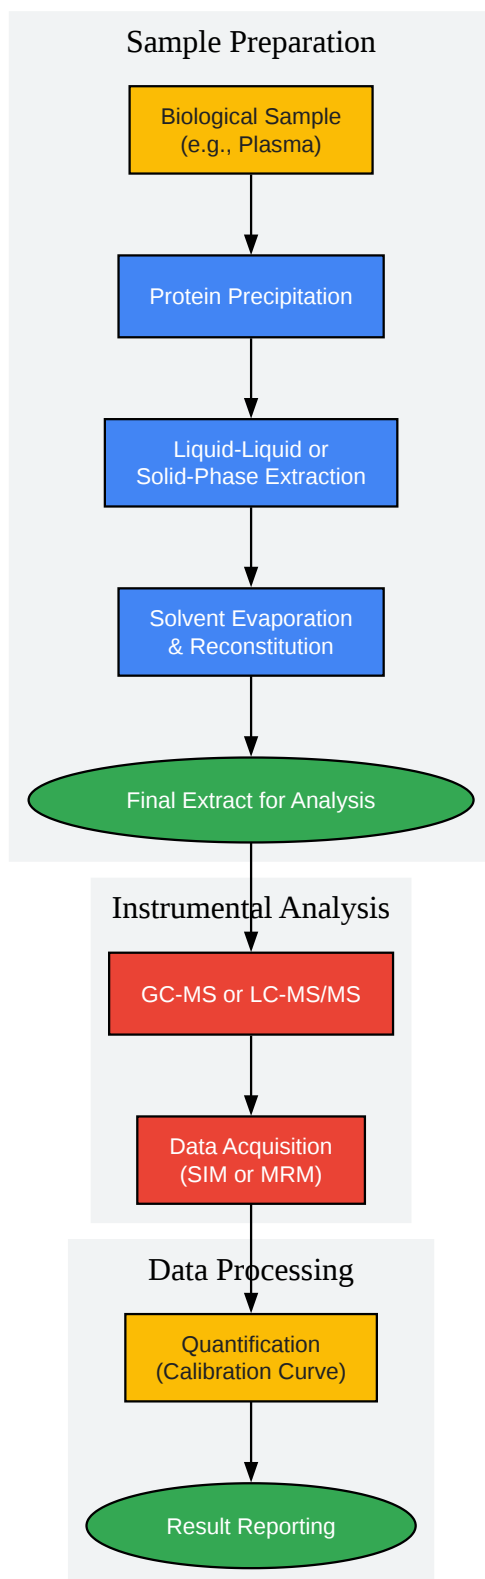 Sample Preparation
Biological Sample
(e.g., Plasma)
Protein Precipitation
Liquid-Liquid or
Solid-Phase Extraction
Solvent Evaporation
& Reconstitution
Final Extract for Analysis
Instrumental Analysis
GC-MS or LC-MS/MS
Data Acquisition
(SIM or MRM)
Data Processing
Quantification
(Calibration Curve)
Result Reporting